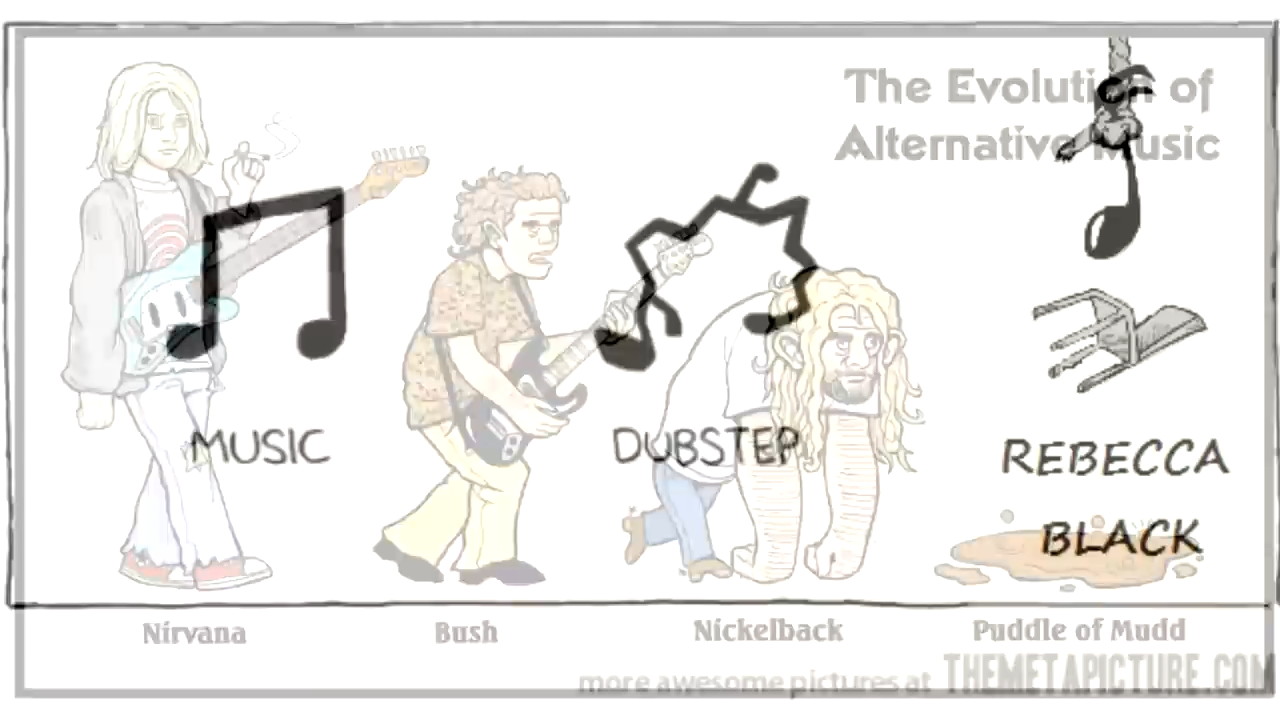 The Evolution of
Alternative Music
MUSIC
DUBSTEP
REBECCA
BLACK
Nirvana
Bush
Nickelback
Puddle of Mudd
more awesome pictures at THEMETAPICTURE.COM